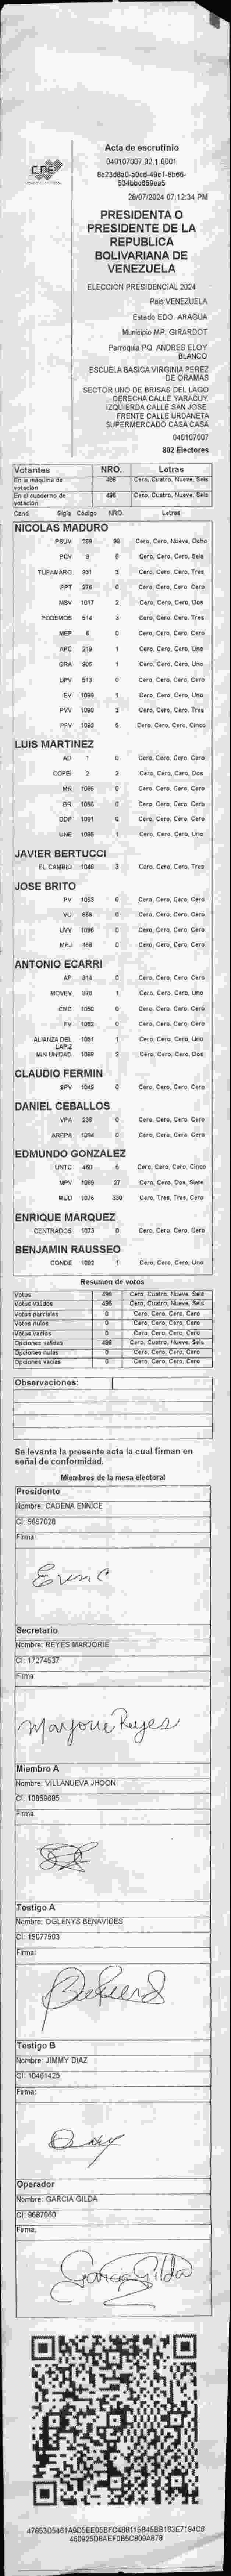 CNE
Acta de escrutinio
040107007.02.1.0001
28/07/2024 07:12:34 PM
PRESIDENTA O
PRESIDENTE DE LA
REPUBLICA
BOLIVARIANA DE
VENEZUELA
ELECCIÓN PRESIDENCIAL 2024
País VENEZUELA
Estado EDO. ARAGUA
Municipio MP. GIRARDOT
Parroquia PQ. ANDRES ELOY
BLANCO
ESCUELA BASICA VIRGINIA PEREZ
DE ORAMAS
SECTOR UNO DE BRISAS DEL LAGO
DERECHA CALLE YARACUY.
IZQUIERDA CALLE SAN JOSE.
FRENTE CALLE URDANETA
SUPERMERCADO CASA CASA
040107007
802 Electores
Votantes NRO. Letras
En la máquina de votación 496 Cero, Cuatro, Nueve, Seis
En el cuaderno de votación 496 Cero, Cuatro, Nueve, Seis
Cand Sigla Código NRO. Letras
NICOLAS MADURO
PSUV 269 Cero, Cero, Nueve, Ocho
PCV Cero, Cero, Cero, Seis
TUPAMARO 931 3 Cero, Cero, Cero, Tres
PPT 276 0 Cero, Cero, Cero, Cero
MSV 1017 2 Cero, Cero, Cero, Dos
PODEMOS 514 3 Cero, Cero, Cero, Tres
MEP 6 0 Cero, Cero, Cero, Cero
APC 219 1 Cero, Cero, Cero, Uno
ORA 906 1 Cero, Cero, Cero, Uno
UPV 513 0 Cero, Cero, Cero, Cero
EV 1089 1 Cero, Cero, Cero, Uno
PVV 1090 3 Cero, Cero, Cero, Tres
PFV 1093 5 Cero, Cero, Cero, Cinco
LUIS MARTINEZ
AD 1 0 Cero, Cero, Cero, Cero
COPEI 2 2 Cero, Cero, Cero, Dos
MR 1065 0 Cero, Cero, Cero, Cero
BR 1066 0 Cero, Cero, Cero, Cero
DDP 1091 0 Cero, Cero, Cero, Cero
UNE 1095 1 Cero, Cero, Cero, Uno
JAVIER BERTUCCI
EL CAMBIO 1048 3 Cero, Cero, Cero, Tres
JOSE BRITO
PV 1053 0 Cero, Cero, Cero, Cero
VU 868 0 Cero, Cero, Cero, Cero
UVV 1096 0 Cero, Cero, Cero, Cero
MPJ 458 0 Cero, Cero, Cero, Cero
ANTONIO ECARRI
AP 914 0 Cero, Cero, Cero, Cero
MOVEV 978 1 Cero, Cero, Cero, Uno
CMC 1050 0 Cero, Cero, Cero, Cero
FV 1062 0 Cero, Cero, Cero, Cero
ALIANZA DEL LAPIZ 1061 1 Cero, Cero, Cero, Uno
MIN UNIDAD 1068 2 Cero, Cero, Cero, Dos
CLAUDIO FERMIN
SPV 1049 0 Cero, Cero, Cero, Cero
DANIEL CEBALLOS
VPA 236 0 Cero, Cero, Cero, Cero
AREPA 1094 0 Cero, Cero, Cero, Cero
EDMUNDO GONZALEZ
UNTC 460 Cero, Cero, Cero, Cinco
MPV 1069 27 Cero, Cero, Dos, Siete
MUD 1076 330 Cero, Tres, Tres, Cero
ENRIQUE MARQUEZ
CENTRADOS 1073 0 Cero, Cero, Cero, Cero
BENJAMIN RAUSSEO
CONDE 1092 1 Cero, Cero, Cero, Uno
Resumen de votos
Votos 496 Cero, Cuatro, Nueve, Seis
Votos válidos 496 Cero, Cuatro, Nueve, Seis
Votos parciales 0 Cero, Cero, Cero, Cero
Votos nulos 0 Cero, Cero, Cero, Cero
Votos vacíos 0 Cero, Cero, Cero, Cero
Opciones válidas 496 Cero, Cuatro, Nueve, Seis
Opciones nulas 0 Cero, Cero, Cero, Cero
Opciones vacías 0 Cero, Cero, Cero, Cero
Observaciones:
Se levanta la presente acta la cual firman en
señal de conformidad.
Miembros de la mesa electoral
Presidente
Nombre: CADENA ENNICE
CI: 9697028
Firma:
Secretario
Nombre: REYES MARJORIE
CI: 17274537
Firma:
Marjorie Reyes
Miembro A
Nombre: VILLANUEVA JHOON
CI: 10859685
Firma:
Testigo A
Nombre: OGLENYS BENAVIDES
CI: 15077503
Firma:
Testigo B
Nombre: JIMMY DIAZ
CI: 10461425
Firma:
Operador
Nombre: GARCIA GILDA
CI: 9687060
Firma:
Garcia Gilda